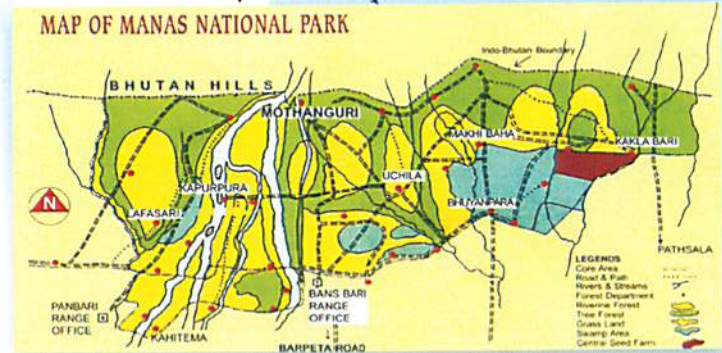 MAP OF MANAS NATIONAL PARK
Indo-Bhutan Boundary
BHUTAN HILLS
MOTHANGURI
MAKHI BAHA
KAKLA BARI
UCHILA
KAPURPURA
LAFASARI
BHUYANPARA
N
PATHSALA
PANBARI
RANGE
OFFICE
BANS BARI
RANGE
OFFICE
KAHITEMA
BARPETA ROAD
LEGENDS
Core Area
Road & Path
Rivers & Streams
Forest Department
Riverine Forest
Tree Forest
Grass Land
Swamp Area
Central Seed Farm